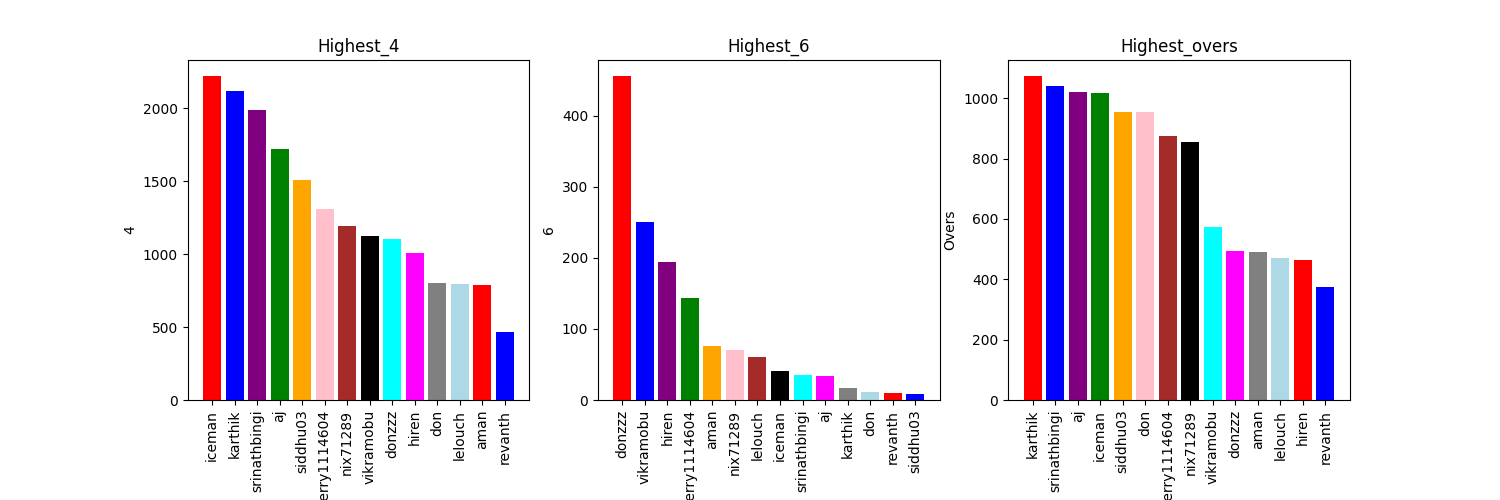 Highest_4
4
2000
1500
1000
500
0
iceman
karthik
srinathbingi
aj
siddhu03
erry1114604
nix71289
vikramobu
donzzz
hiren
don
lelouch
aman
revanth
Highest_6
6
400
300
200
100
0
donzzz
vikramobu
hiren
erry1114604
aman
nix71289
lelouch
iceman
srinathbingi
aj
karthik
don
revanth
siddhu03
Highest_overs
Overs
1000
800
600
400
200
0
karthik
srinathbingi
aj
iceman
siddhu03
don
erry1114604
nix71289
vikramobu
donzzz
aman
lelouch
hiren
revanth